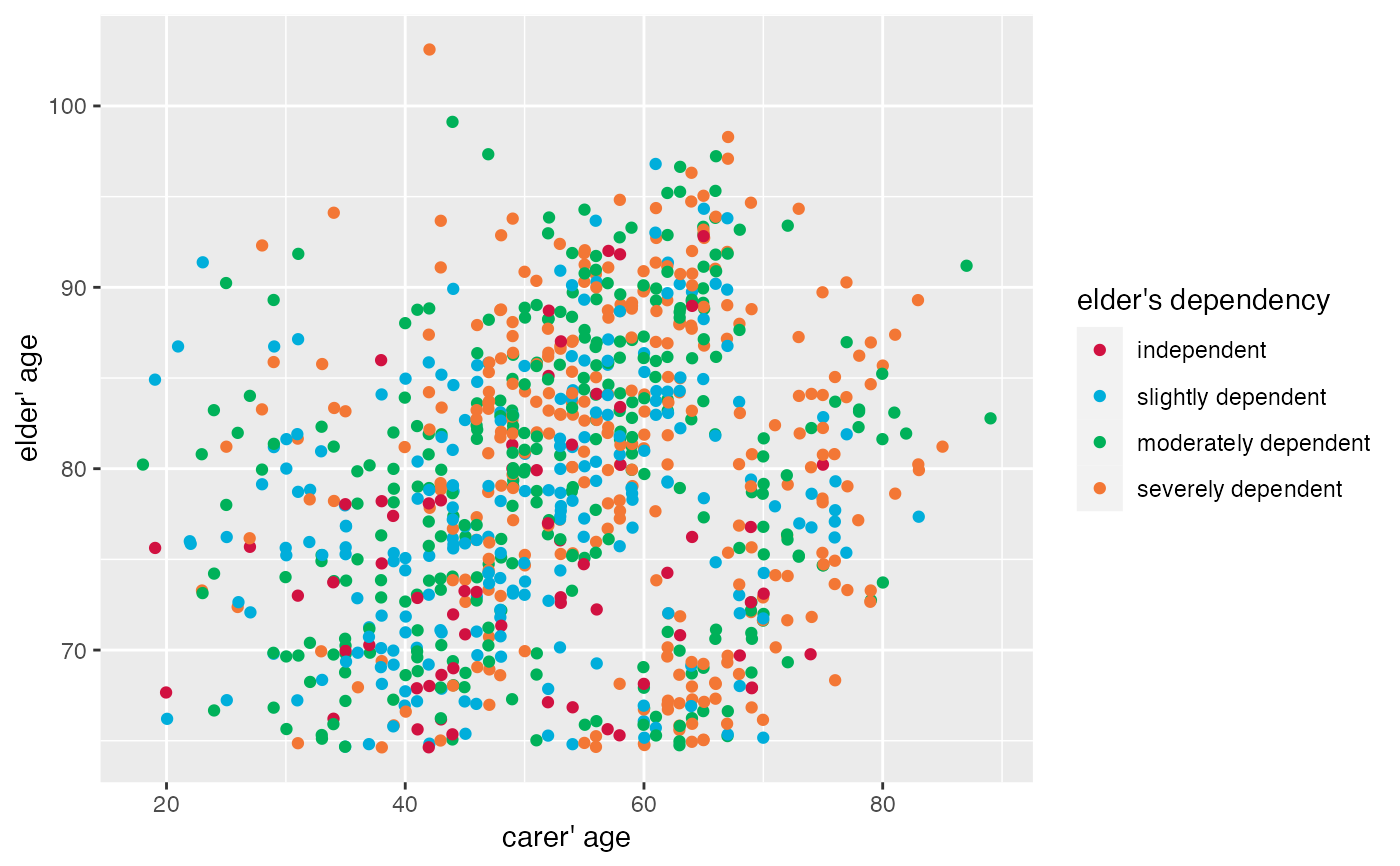 100
90
80
70
elder' age
20 40 60 80
carer' age
elder's dependency
independent
slightly dependent
moderately dependent
severely dependent